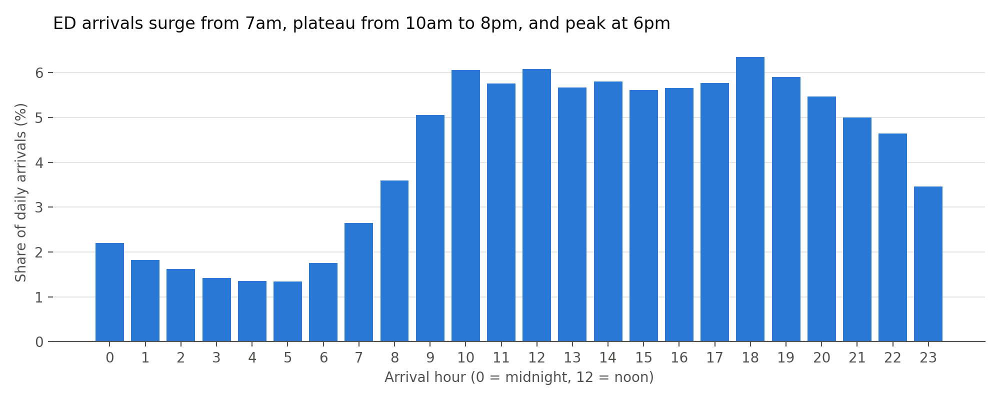 ED arrivals surge from 7am, plateau from 10am to 8pm, and peak at 6pm
Share of daily arrivals (%)
6
5
4
3
2
1
0
0 1 2 3 4 5 6 7 8 9 10 11 12 13 14 15 16 17 18 19 20 21 22 23
Arrival hour (0 = midnight, 12 = noon)